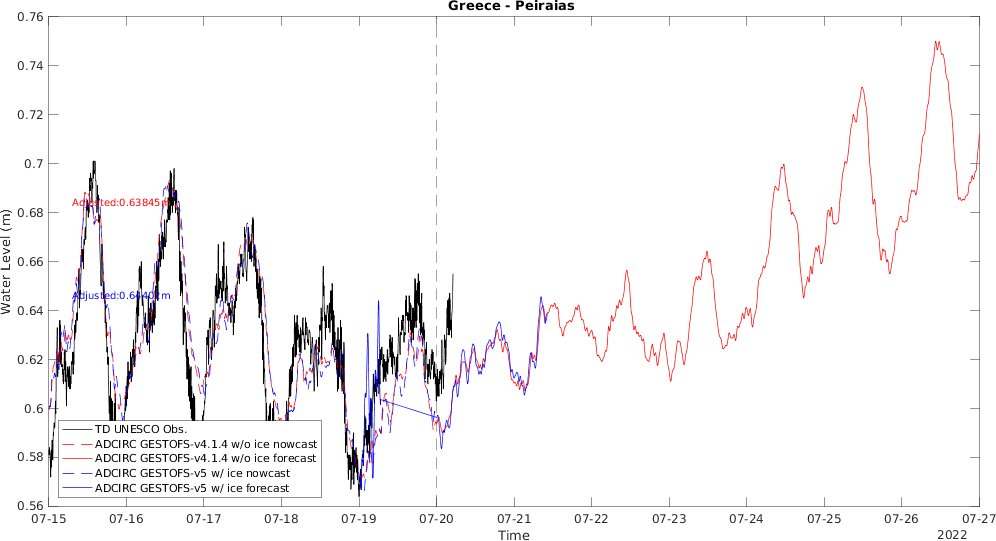 Greece - Peiraias
0.76
0.74
0.72
0.7
0.68
0.66
0.64
0.62
0.6
0.58
0.56
Water Level (m)
Adjusted:0.63845m
TD UNESCO Obs.
ADCIRC GESTOFS-v4.1.4 w/o ice nowcast
ADCIRC GESTOFS-v4.1.4 w/o ice forecast
ADCIRC GESTOFS-v5 w/ ice nowcast
ADCIRC GESTOFS-v5 w/ ice forecast
07-15 07-16 07-17 07-18 07-19 07-20 07-21 07-22 07-23 07-24 07-25 07-26 07-27
Time
2022